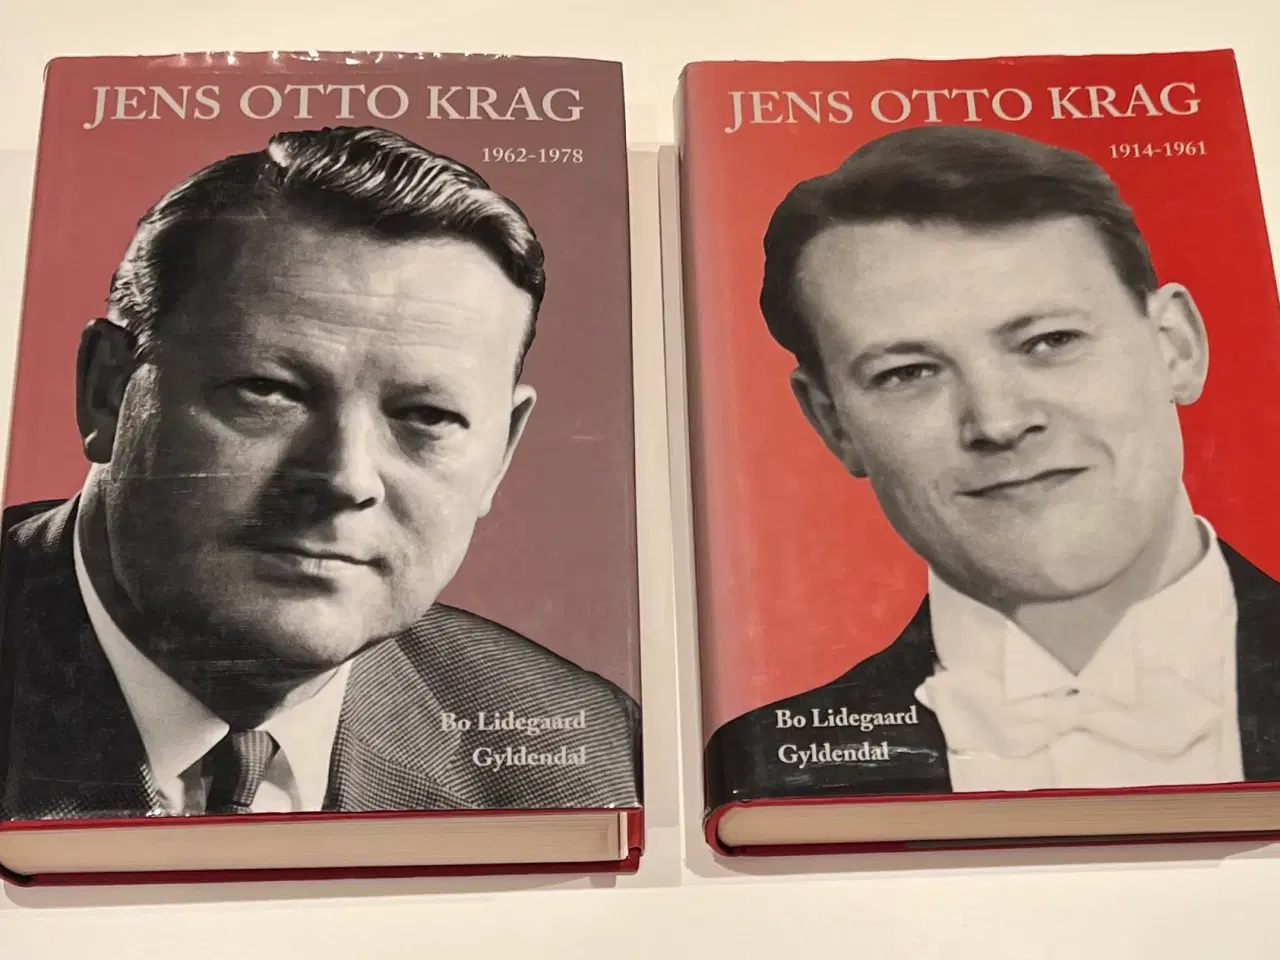 JENS OTTO KRAG
1962-1978
Bo Lidegaard
Gyldendal
JENS OTTO KRAG
1914-1961
Bo Lidegaard
Gyldendal